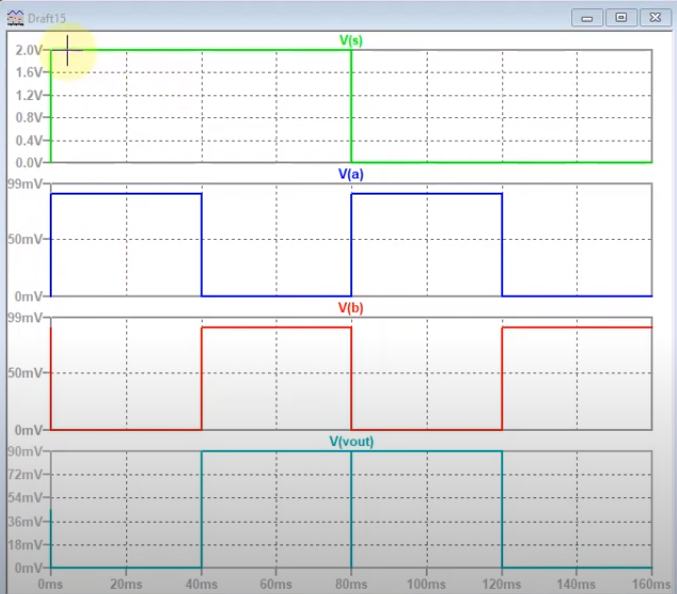 Draft15
V(s)
2.0V
1.6V
1.2V
0.8V
0.4V
0.0V
V(a)
99mV
50mV
0mV
V(b)
99mV
50mV
0mV
V(vout)
90mV
72mV
54mV
36mV
18mV
0mV
0ms 20ms 40ms 60ms 80ms 100ms 120ms 140ms 160ms